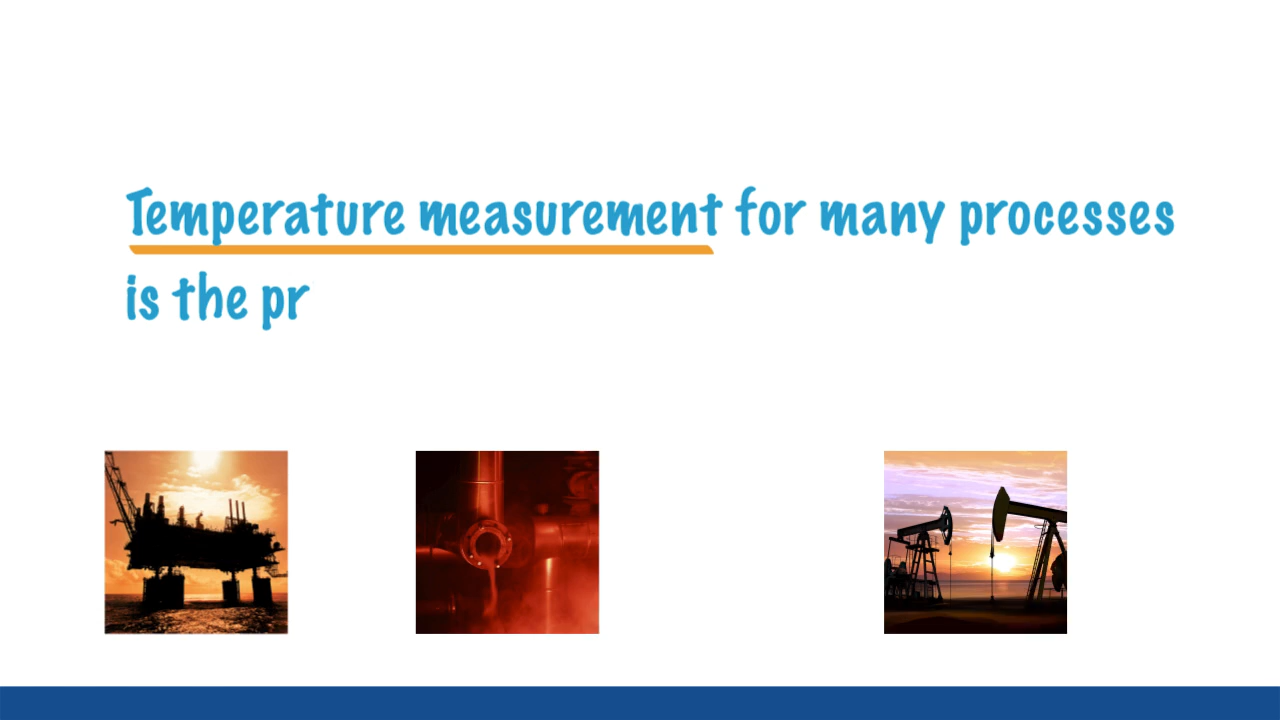 Temperature measurement for many processes
is the pr